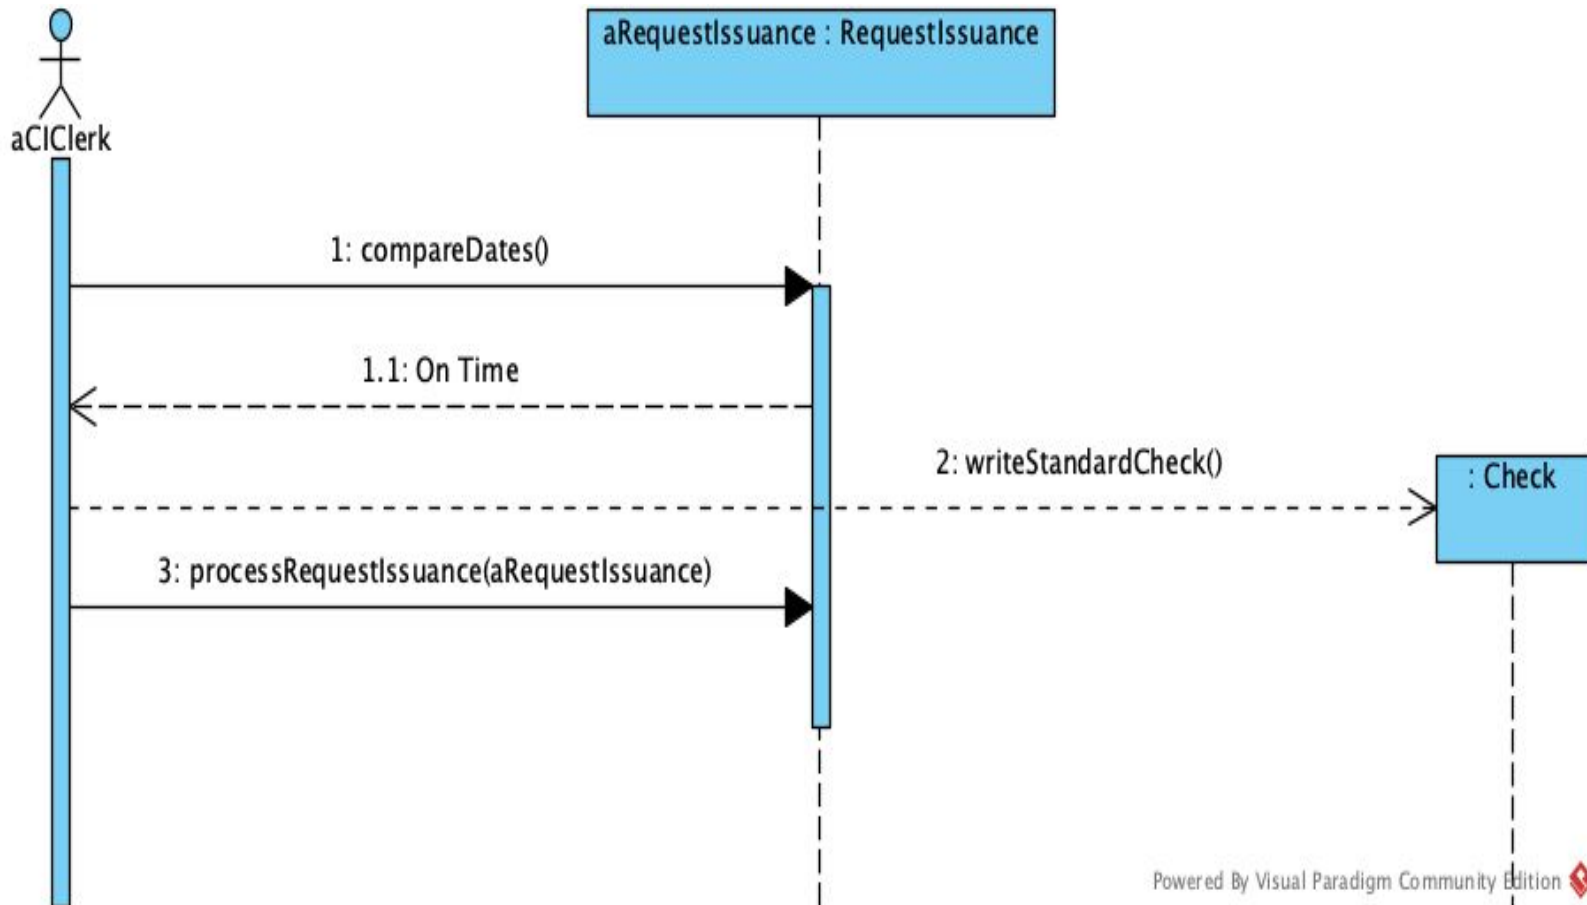 aRequestIssuance : RequestIssuance
aCIClerk
1: compareDates()
1.1: On Time
2: writeStandardCheck()
: Check
3: processRequestIssuance(aRequestIssuance)
Powered By Visual Paradigm Community Edition